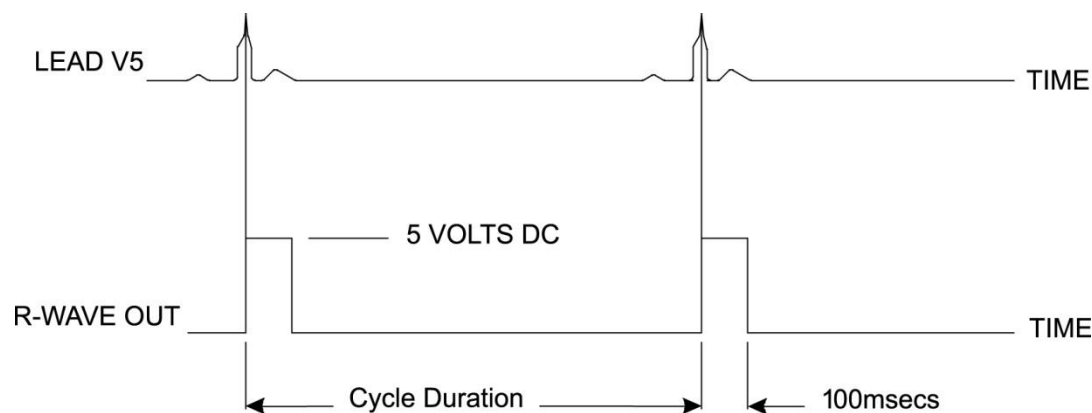 LEAD V5
TIME
5 VOLTS DC
R-WAVE OUT
TIME
Cycle Duration
100msecs